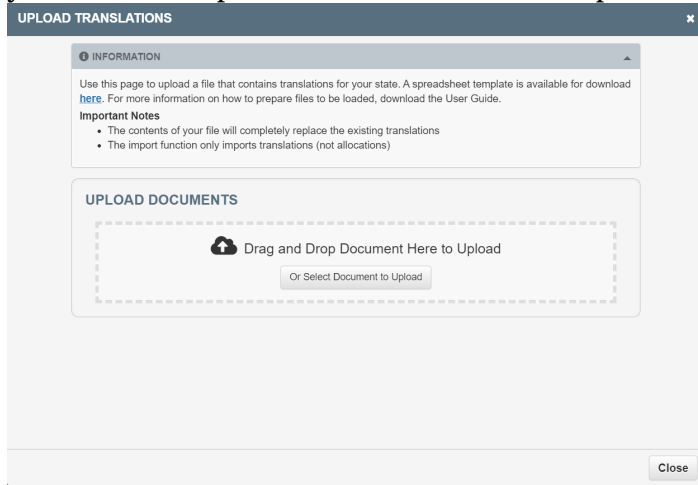 UPLOAD TRANSLATIONS
INFORMATION
Use this page to upload a file that contains translations for your state. A spreadsheet template is available for download
here. For more information on how to prepare files to be loaded, download the User Guide.
Important Notes
• The contents of your file will completely replace the existing translations
• The import function only imports translations (not allocations)
UPLOAD DOCUMENTS
Drag and Drop Document Here to Upload
Or Select Document to Upload
Close